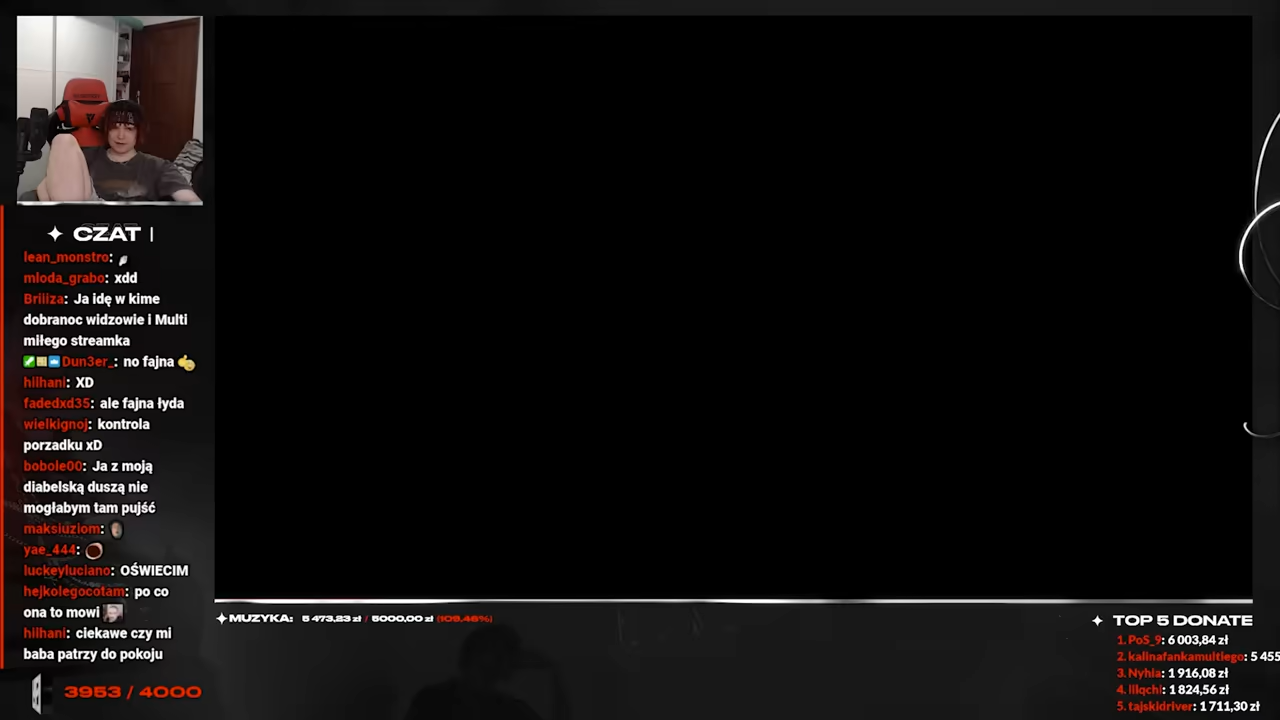 CZAT |
lean_monstro:
mloda_grabo: xdd
Briiiza: Ja idę w kime
dobranoc widzowie i Multi
miłego streamka
Dun3er_: no fajna
hilhani: XD
fadedxd35: ale fajna łyda
wielkignoj: kontrola
porzadku xD
bobole00: Ja z moją
diabelską duszą nie
mogłabym tam pujść
maksiuziom:
yae_444:
luckeyluciano: OŚWIECIM
hejkolegocotam: po co
ona to mowi
hilhani: ciekawe czy mi
baba patrzy do pokoju
3953 / 4000
MUZYKA: 5 473,23 zł / 5000,00 zł (109,46%)
TOP 5 DONATE
1. PoS_9: 6 003,84 zł
2. kalinafankamultiego: 5 455
3. Nyhia: 1 916,08 zł
4. lilqchi: 1 824,56 zł
5. tajskidriver: 1 711,30 zł